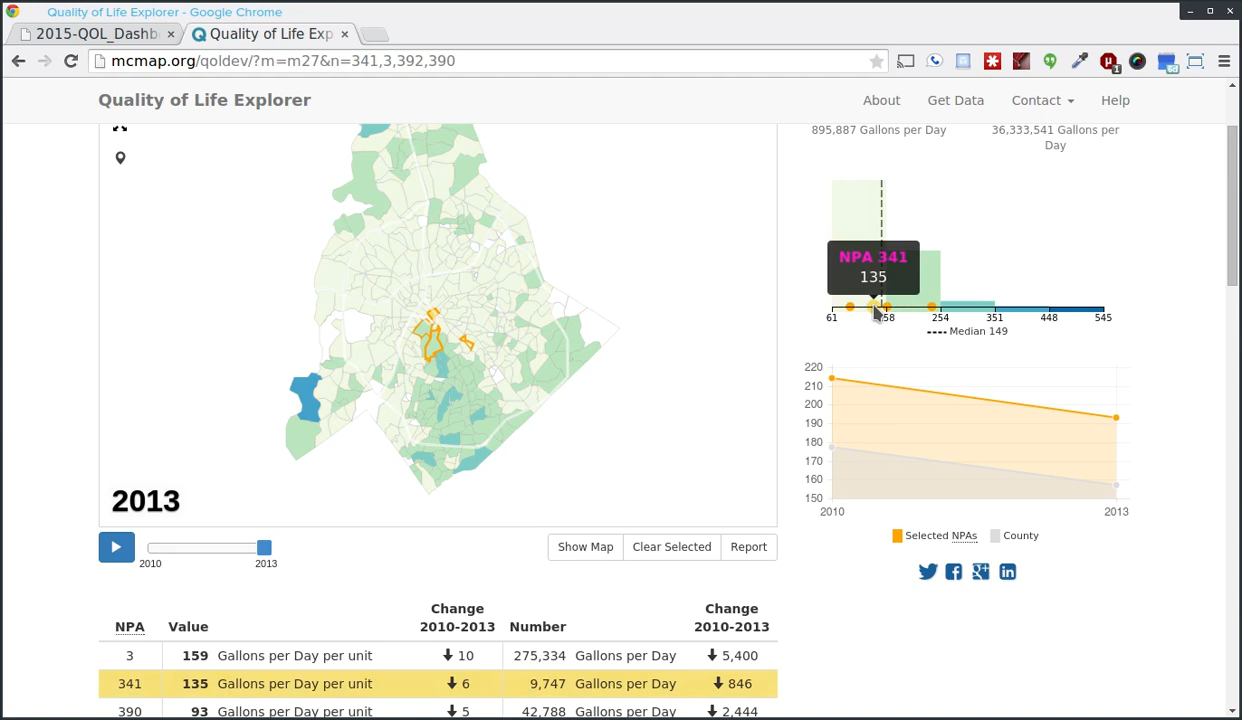 Quality of Life Explorer - Google Chrome
2015-QOL_Dashb
Quality of Life Exp
mcmap.org/qoldev/?m=m27&n=341,3,392,390
Quality of Life Explorer
About
Get Data
Contact
Help
895,887 Gallons per Day
36,333,541 Gallons per
Day
NPA 341
135
61
58
254
351
448
545
Median 149
220
210
200
190
180
170
160
150
2010
2013
Selected NPAs
County
2013
2010
2013
Show Map
Clear Selected
Report
NPA
Value
Change
2010-2013
Number
Change
2010-2013
3 159 Gallons per Day per unit 10 275,334 Gallons per Day 5,400
341 135 Gallons per Day per unit 6 9,747 Gallons per Day 846
390 93 Gallons per Day per unit 5 42,788 Gallons per Day 2,444